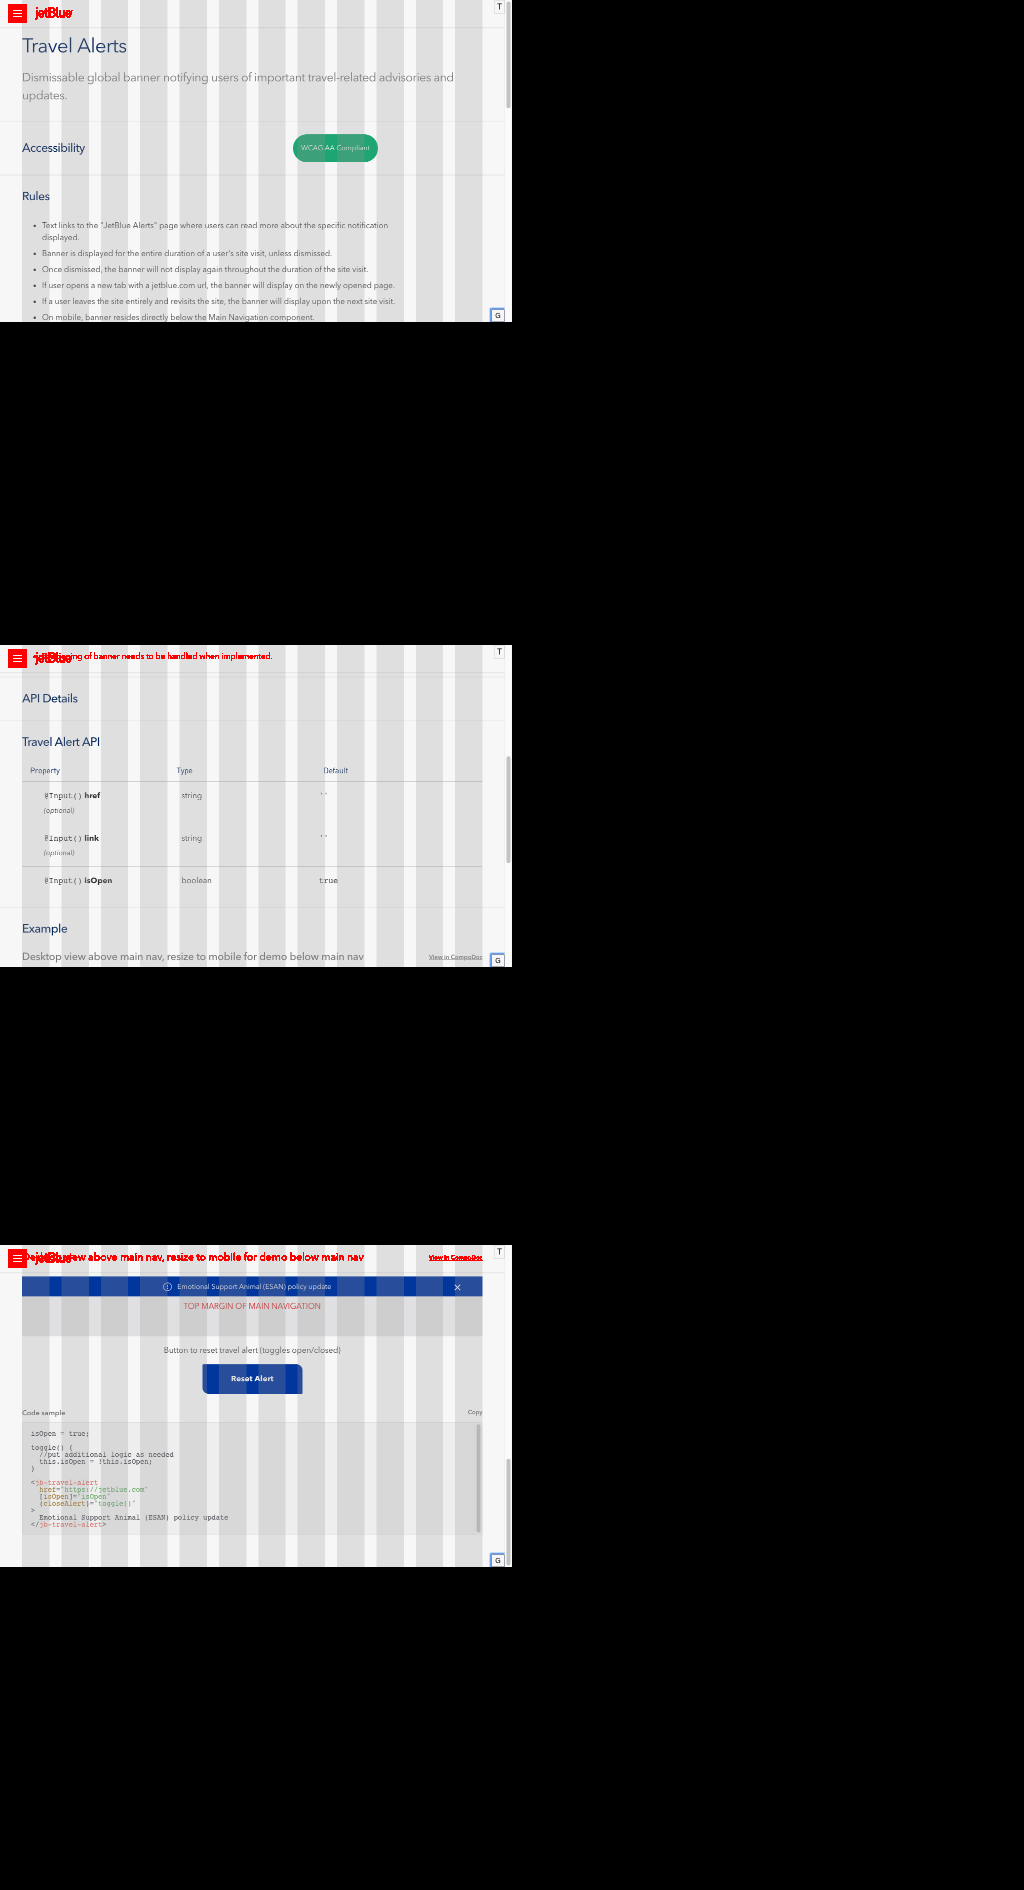 jetBlue
T
Travel Alerts
Dismissable global banner notifying users of important travel-related advisories and
updates.
Accessibility
WCAG AA Compliant
Rules
• Text links to the "JetBlue Alerts" page where users can read more about the specific notification
displayed.
• Banner is displayed for the entire duration of a user's site visit, unless dismissed.
• Once dismissed, the banner will not display again throughout the duration of the site visit.
• If user opens a new tab with a jetblue.com url, the banner will display on the newly opened page.
• If a user leaves the site entirely and revisits the site, the banner will display upon the next site visit.
• On mobile, banner resides directly below the Main Navigation component.
G
jetBlue
of banner needs to be handled when implemented.
T
API Details
Travel Alert API
Property Type Default
@Input() href string ''
(optional)
@Input() link string ''
(optional)
@Input() isOpen boolean true
Example
Desktop view above main nav, resize to mobile for demo below main nav View in CompoDoc
G
jetBlue
view above main nav, resize to mobile for demo below main nav View in CompoDoc
T
Emotional Support Animal (ESAN) policy update
TOP MARGIN OF MAIN NAVIGATION
Button to reset travel alert (toggles open/closed)
Reset Alert
Code sample Copy
isOpen = true;
toggle() {
//put additional logic as needed
this.isOpen = !this.isOpen;
}
<jb-travel-alert
href="https://jetblue.com"
[isOpen]="isOpen"
(closeAlert)="toggle()"
>
Emotional Support Animal (ESAN) policy update
</jb-travel-alert>
G